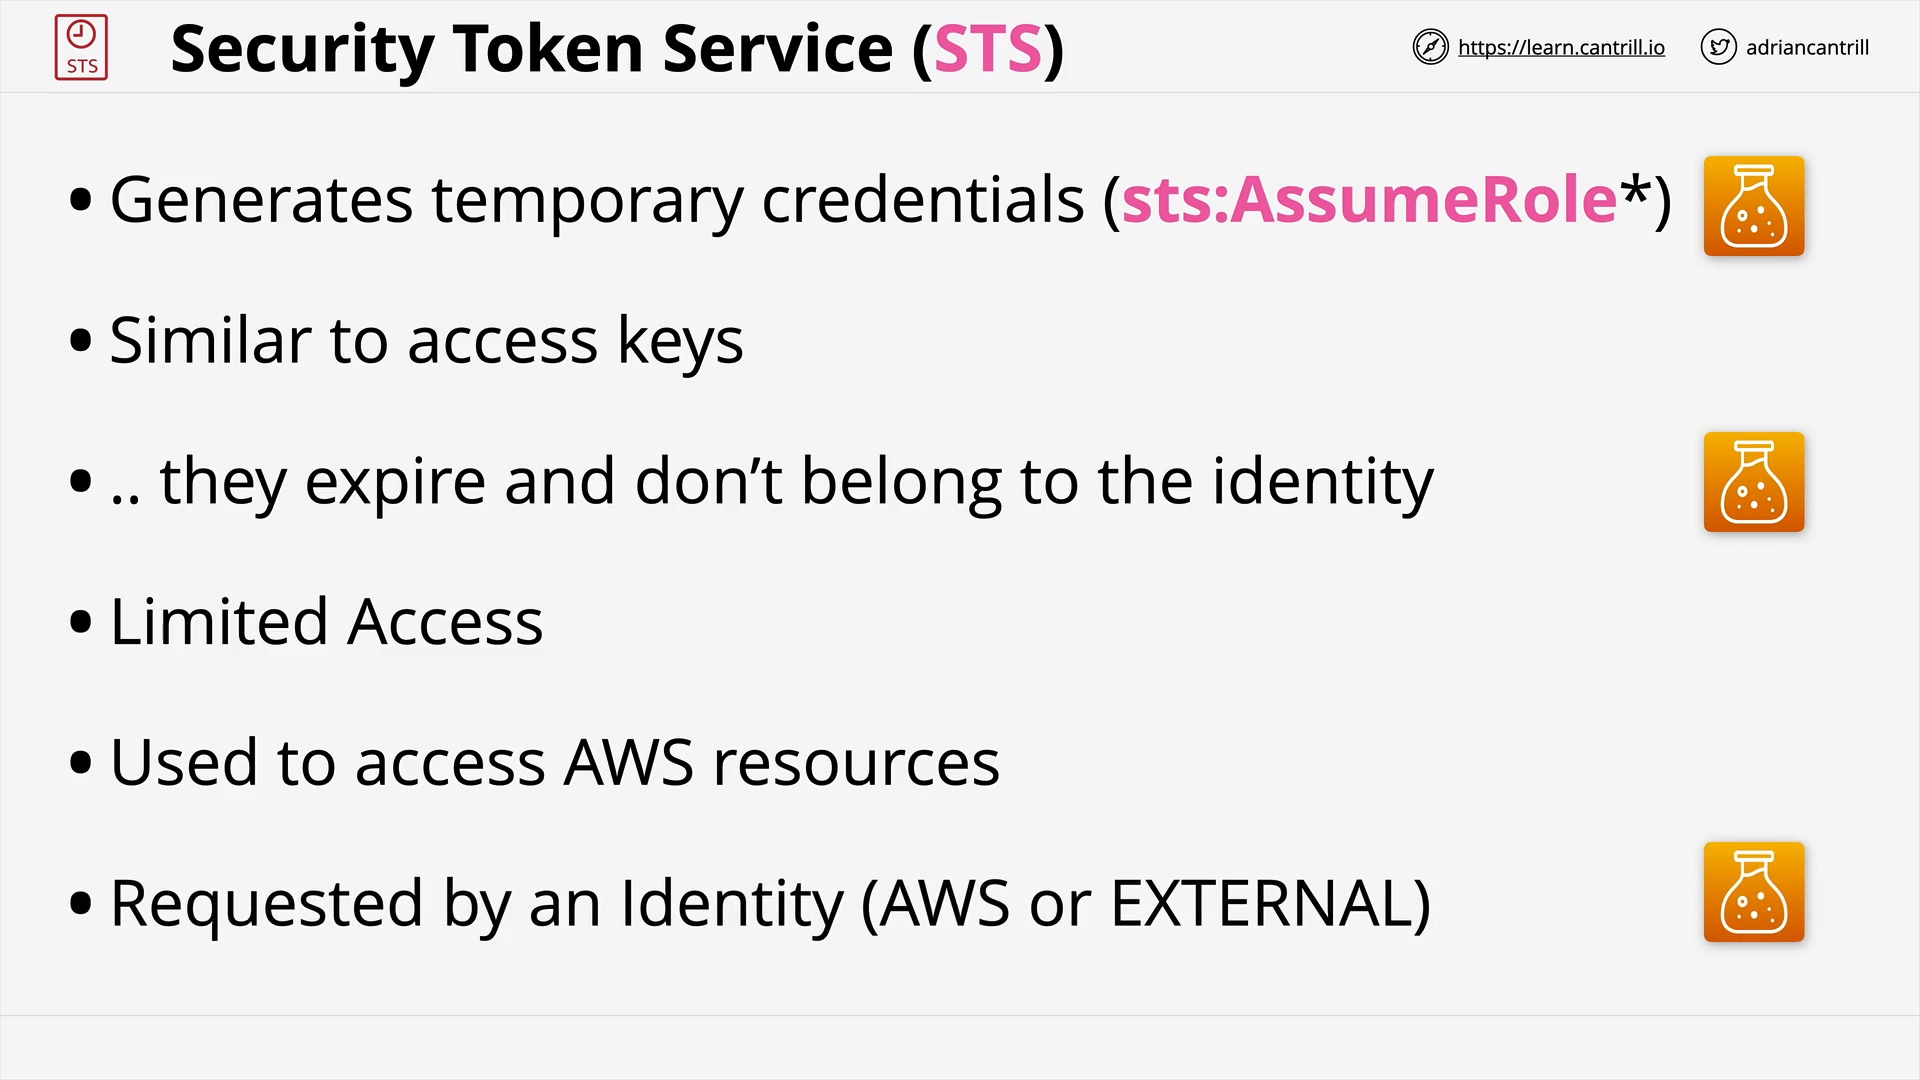 STS
Security Token Service (STS)
https://learn.cantrill.io
adriancantrill
• Generates temporary credentials (sts:AssumeRole*)
• Similar to access keys
• .. they expire and don’t belong to the identity
• Limited Access
• Used to access AWS resources
• Requested by an Identity (AWS or EXTERNAL)